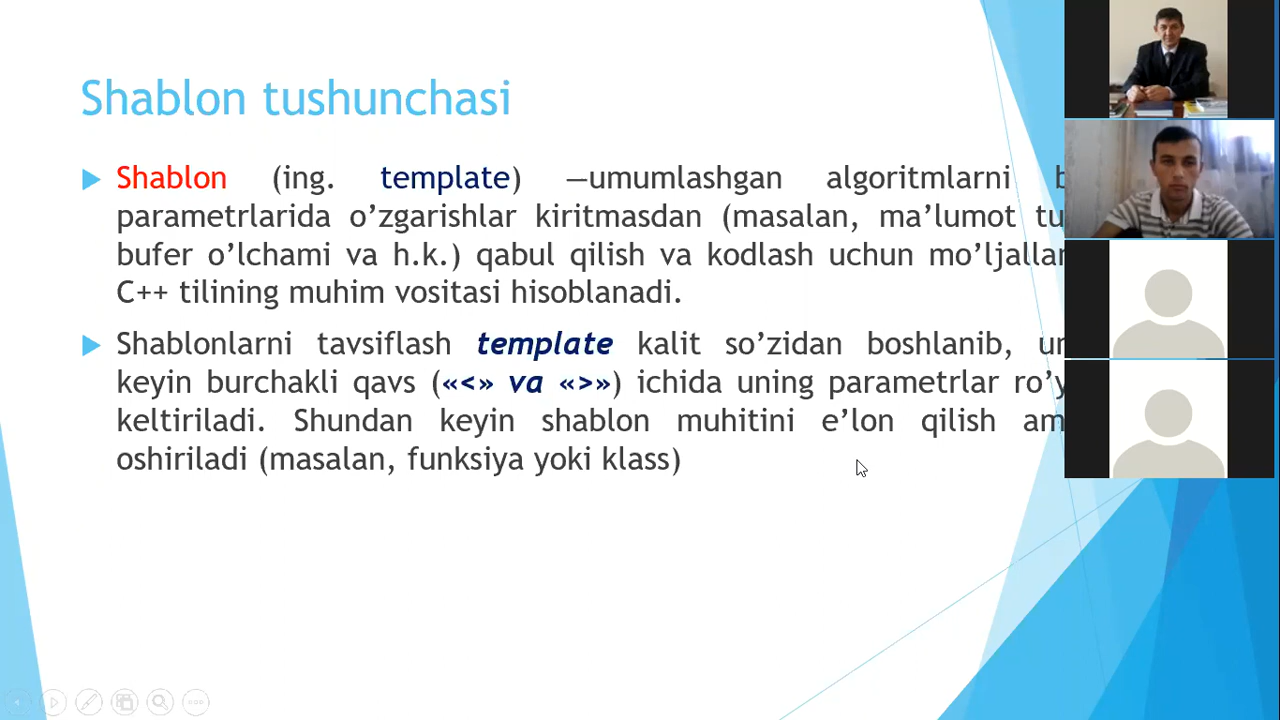 Shablon tushunchasi
Shablon (ing. template) —umumlashgan algoritmlarni
parametrlarida o’zgarishlar kiritmasdan (masalan, ma’lumot
bufer o’lchami va h.k.) qabul qilish va kodlash uchun
C++ tilining muhim vositasi hisoblanadi.
Shablonlarni tavsiflash template kalit so’zidan boshlanib,
keyin burchakli qavs («<» va «>») ichida uning parametrlar
keltiriladi. Shundan keyin shablon muhitini e’lon qilish
oshiriladi (masalan, funksiya yoki klass)